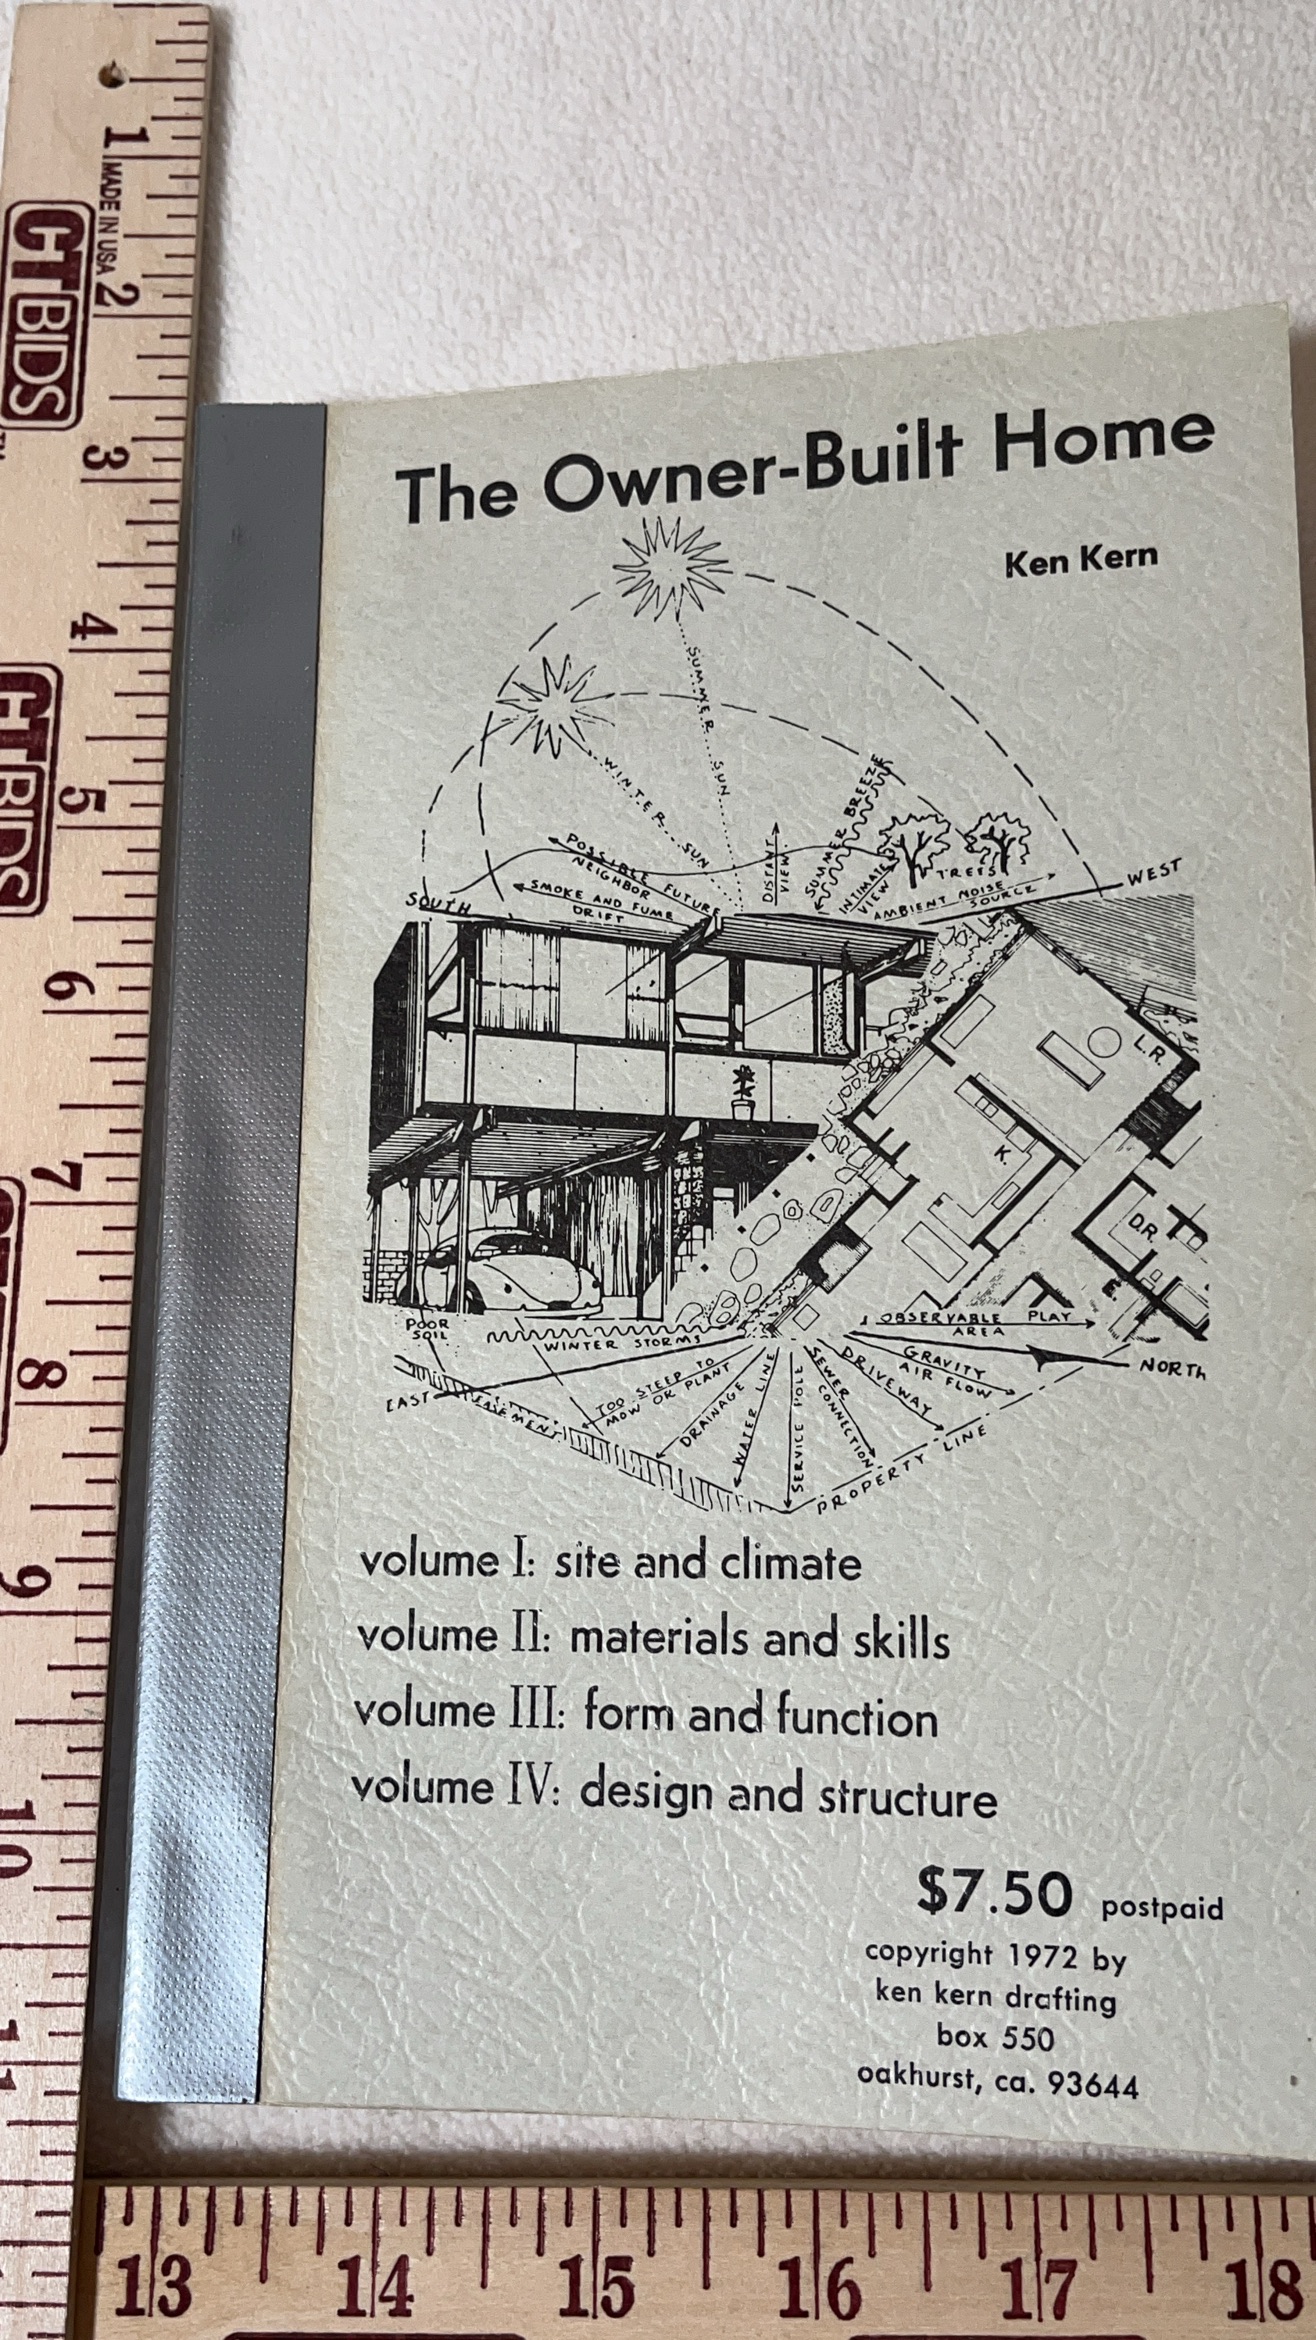 The Owner-Built Home
Ken Kern
SUMMER SUN
WINTER SUN
SUMMER BREEZE
DISTANT VIEW
INTIMATE VIEW
TREES
AMBIENT NOISE SOURCE
WEST
POSSIBLE FUTURE NEIGHBOR
SMOKE AND FUME DRIFT
SOUTH
L.R.
K.
D.R.
E.
POOR SOIL
WINTER STORMS
OBSERVABLE PLAY AREA
NORTH
GRAVITY AIR FLOW
DRIVEWAY
SEWER CONNECTION
SERVICE POLE
WATER LINE
DRAINAGE
TOO STEEP TO MOW OR PLANT
EAST
EASEMENT
PROPERTY LINE
volume I: site and climate
volume II: materials and skills
volume III: form and function
volume IV: design and structure
$7.50 postpaid
copyright 1972 by
ken kern drafting
box 550
oakhurst, ca. 93644
1
MADE IN USA
CTBIDS
2
3
4
CTBIDS
5
6
7
8
9
10
11
13 14 15 16 17 18